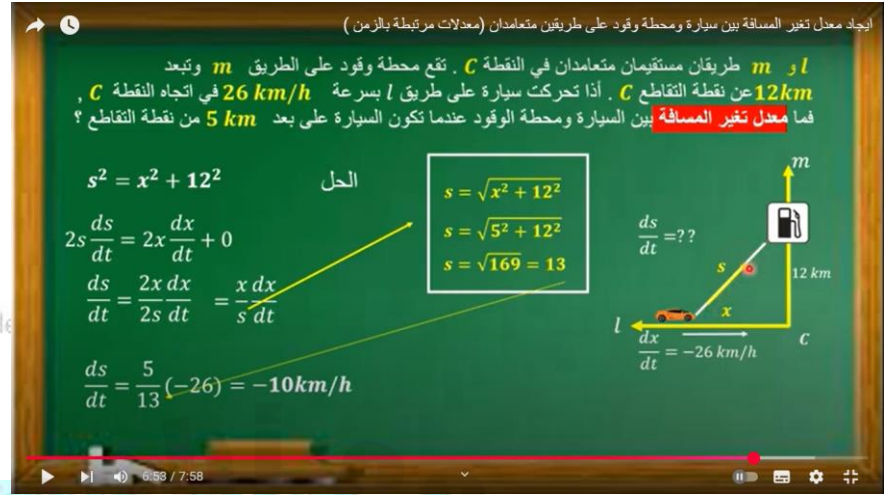 ايجاد معدل تغير المسافة بين سيارة ومحطة وقود على طريقين متعامدان (معدلات مرتبطة بالزمن )
l و m طريقان مستقيمان متعامدان في النقطة C . تقع محطة وقود على الطريق m وتبعد
12km عن نقطة التقاطع C . أذا تحركت سيارة على طريق l بسرعة 26 km/h في اتجاه النقطة C ,
فما معدل تغير المسافة بين السيارة ومحطة الوقود عندما تكون السيارة على بعد 5 km من نقطة التقاطع ؟
الحل
s² = x² + 12²
2s ds/dt = 2x dx/dt + 0
ds/dt = 2x/2s dx/dt = x/s dx/dt
ds/dt = 5/13 (−26) = −10km/h
s = √(x² + 12²)
s = √(5² + 12²)
s = √169 = 13
ds/dt =??
m
s
12 km
x
l
C
dx/dt = −26 km/h
6:53 / 7:58